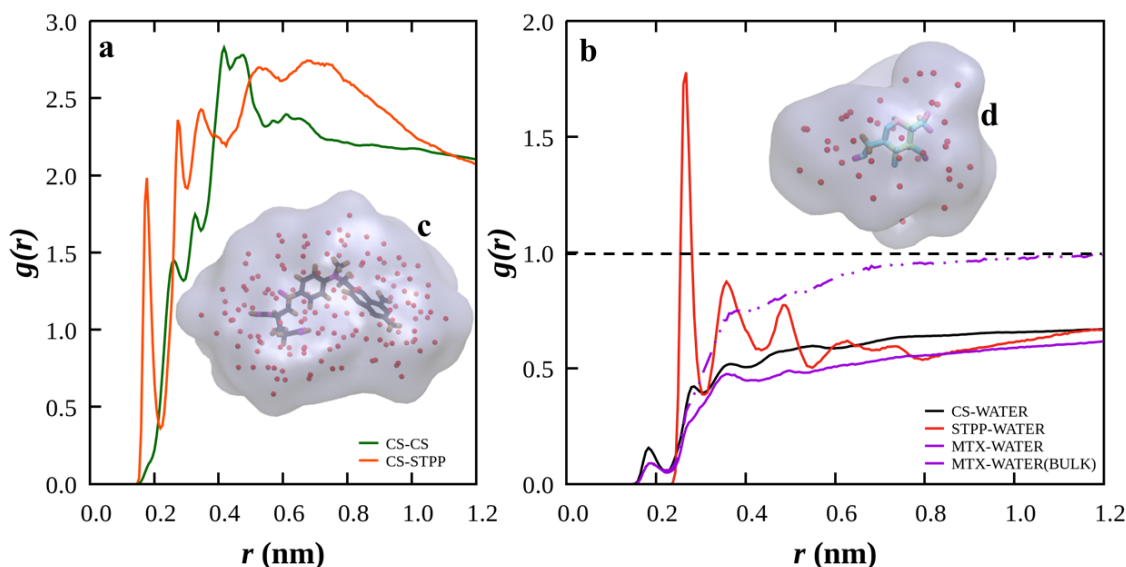 a
3.0
2.5
2.0
1.5
1.0
0.5
0.0
g(r)
c
CS-CS
CS-STPP
0.0 0.2 0.4 0.6 0.8 1.0 1.2
r (nm)
b
2.0
1.5
1.0
0.5
0.0
g(r)
d
CS-WATER
STPP-WATER
MTX-WATER
MTX-WATER(BULK)
0.0 0.2 0.4 0.6 0.8 1.0 1.2
r (nm)